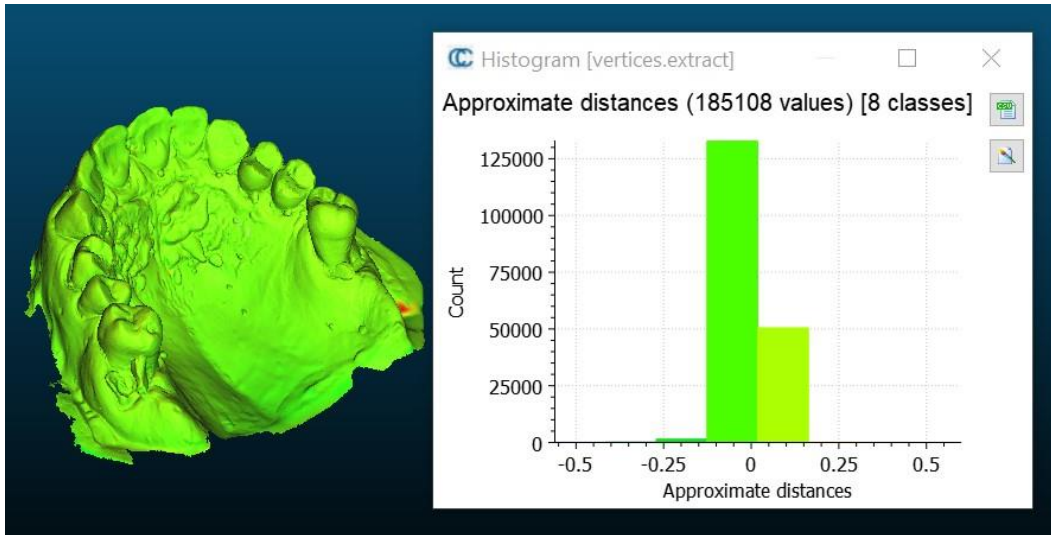 Histogram [vertices.extract]
Approximate distances (185108 values) [8 classes]
CSV
125000
100000
75000
50000
25000
0
Count
-0.5 -0.25 0 0.25 0.5
Approximate distances